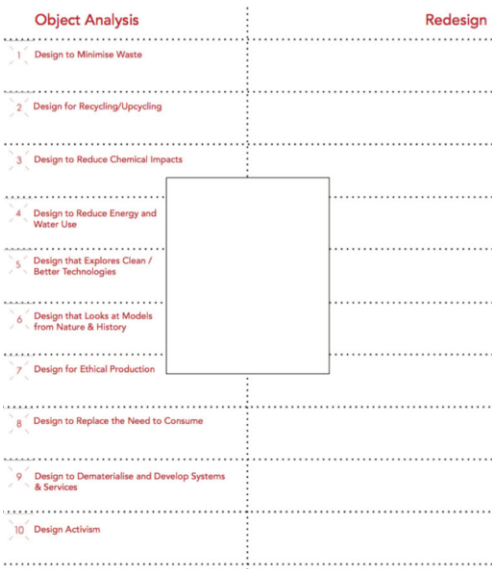 Object Analysis
Redesign
1 Design to Minimise Waste
2 Design for Recycling/Upcycling
3 Design to Reduce Chemical Impacts
4 Design to Reduce Energy and
Water Use
5 Design that Explores Clean /
Better Technologies
6 Design that Looks at Models
from Nature & History
7 Design for Ethical Production
8 Design to Replace the Need to Consume
9 Design to Dematerialise and Develop Systems
& Services
10 Design Activism